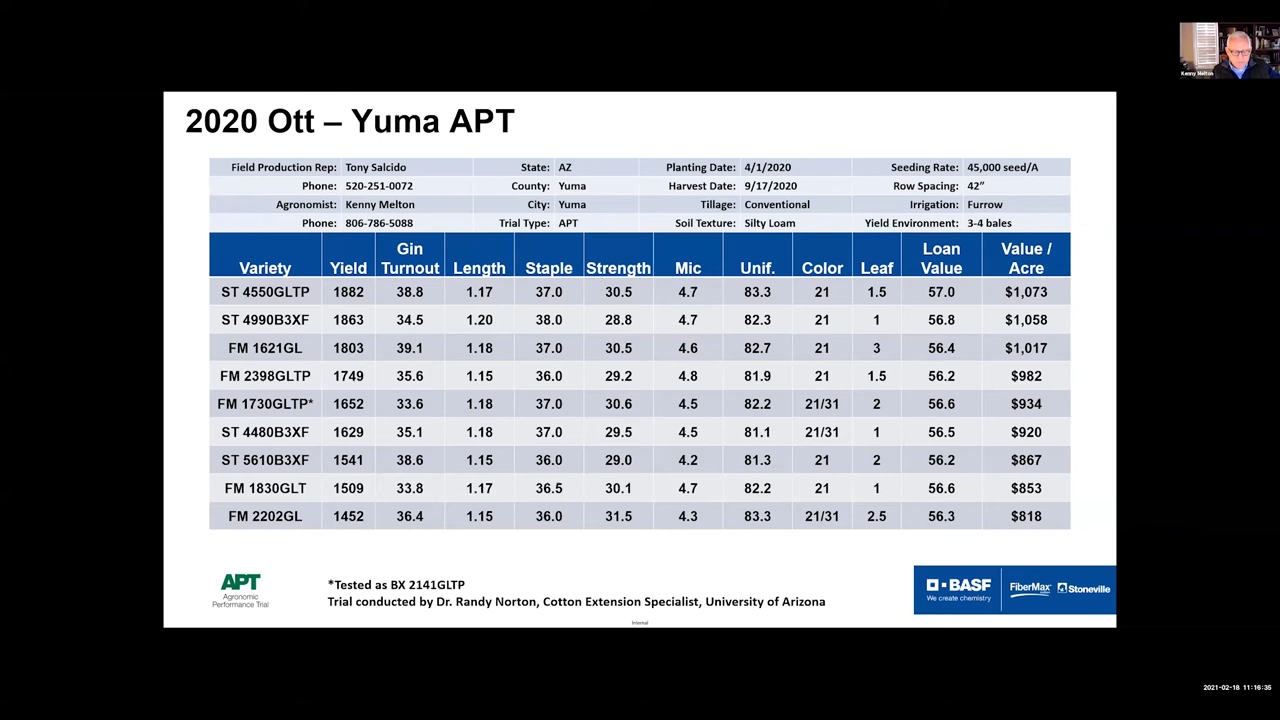 Kenny Melton
2020 Ott – Yuma APT
Field Production Rep: Tony Salcido State: AZ Planting Date: 4/1/2020 Seeding Rate: 45,000 seed/A
Phone: 520-251-0072 County: Yuma Harvest Date: 9/17/2020 Row Spacing: 42”
Agronomist: Kenny Melton City: Yuma Tillage: Conventional Irrigation: Furrow
Phone: 806-786-5088 Trial Type: APT Soil Texture: Silty Loam Yield Environment: 3-4 bales
Variety Yield Gin Turnout Length Staple Strength Mic Unif. Color Leaf Loan Value Value / Acre
ST 4550GLTP 1882 38.8 1.17 37.0 30.5 4.7 83.3 21 1.5 57.0 $1,073
ST 4990B3XF 1863 34.5 1.20 38.0 28.8 4.7 82.3 21 1 56.8 $1,058
FM 1621GL 1803 39.1 1.18 37.0 30.5 4.6 82.7 21 3 56.4 $1,017
FM 2398GLTP 1749 35.6 1.15 36.0 29.2 4.8 81.9 21 1.5 56.2 $982
FM 1730GLTP* 1652 33.6 1.18 37.0 30.6 4.5 82.2 21/31 2 56.6 $934
ST 4480B3XF 1629 35.1 1.18 37.0 29.5 4.5 81.1 21/31 1 56.5 $920
ST 5610B3XF 1541 38.6 1.15 36.0 29.0 4.2 81.3 21 2 56.2 $867
FM 1830GLT 1509 33.8 1.17 36.5 30.1 4.7 82.2 21 1 56.6 $853
FM 2202GL 1452 36.4 1.15 36.0 31.5 4.3 83.3 21/31 2.5 56.3 $818
APT
Agronomic
Performance Trial
*Tested as BX 2141GLTP
Trial conducted by Dr. Randy Norton, Cotton Extension Specialist, University of Arizona
BASF
We create chemistry
FiberMax
Stoneville
Internal
2021-02-18 11:16:35